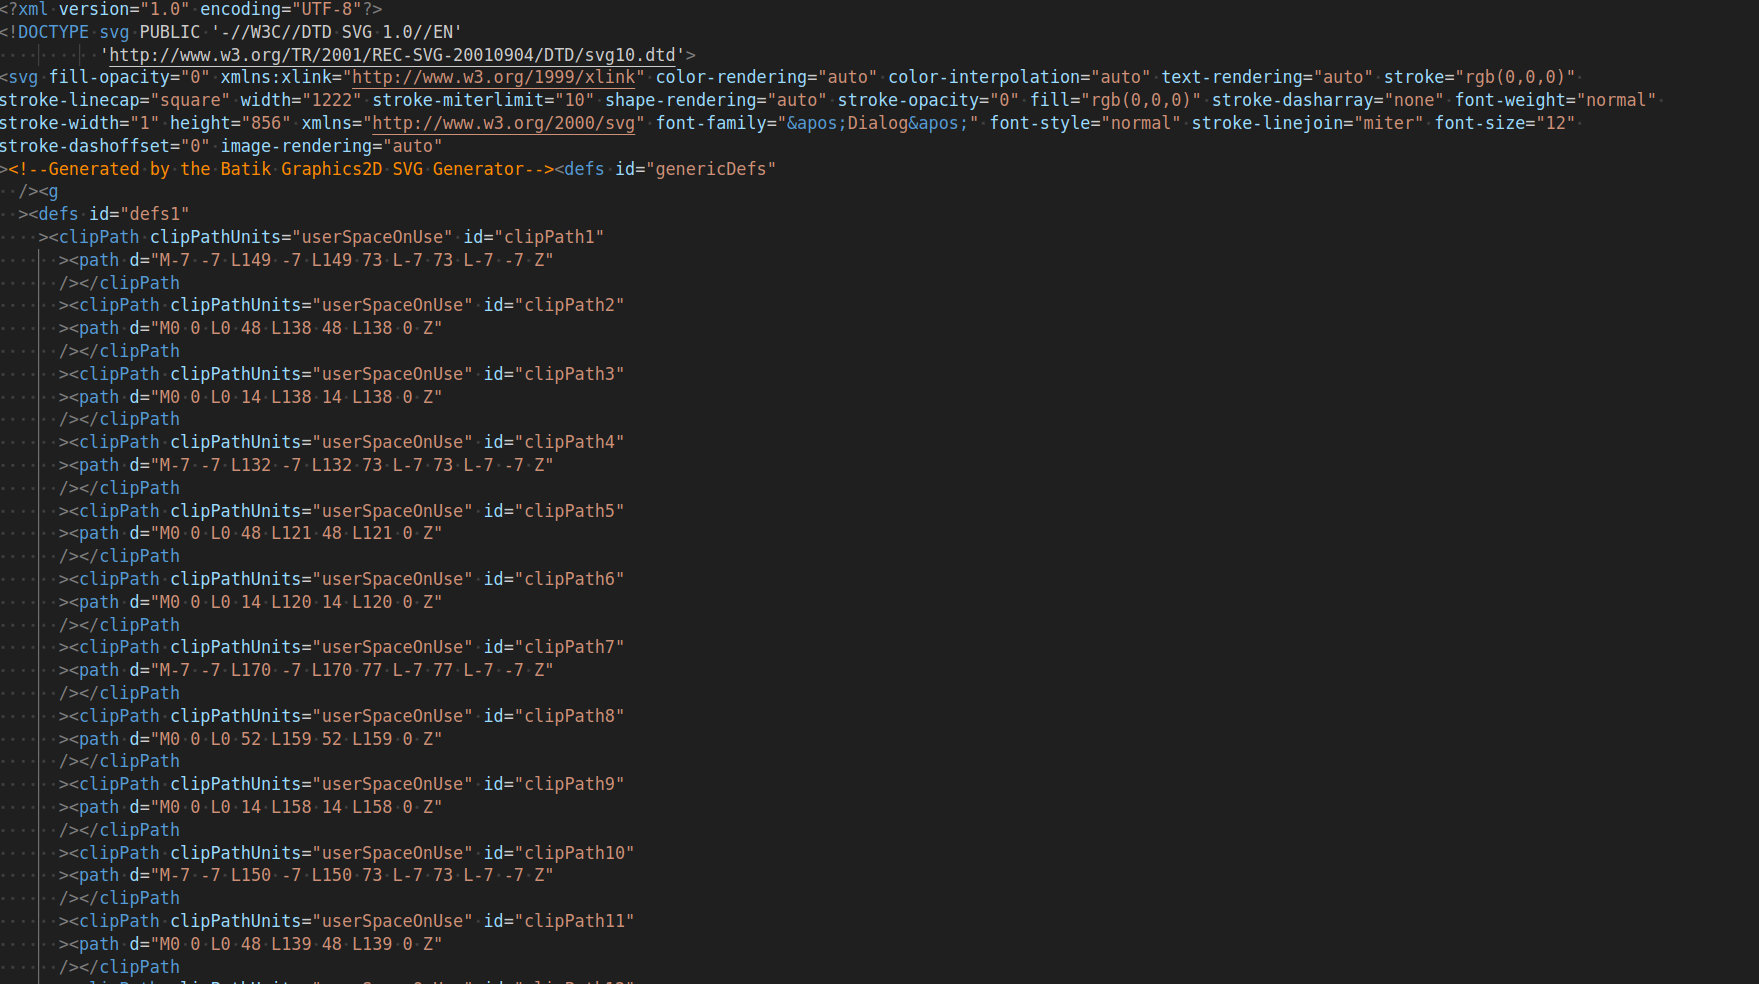 <?xml version="1.0" encoding="UTF-8"?>
<!DOCTYPE svg PUBLIC '-//W3C//DTD SVG 1.0//EN'
'http://www.w3.org/TR/2001/REC-SVG-20010904/DTD/svg10.dtd'>
<svg fill-opacity="0" xmlns:xlink="http://www.w3.org/1999/xlink" color-rendering="auto" color-interpolation="auto" text-rendering="auto" stroke="rgb(0,0,0)"
stroke-linecap="square" width="1222" stroke-miterlimit="10" shape-rendering="auto" stroke-opacity="0" fill="rgb(0,0,0)" stroke-dasharray="none" font-weight="normal"
stroke-width="1" height="856" xmlns="http://www.w3.org/2000/svg" font-family="&apos;Dialog&apos;" font-style="normal" stroke-linejoin="miter" font-size="12"
stroke-dashoffset="0" image-rendering="auto"
><!--Generated by the Batik Graphics2D SVG Generator--><defs id="genericDefs"
/><g
><defs id="defs1"
><clipPath clipPathUnits="userSpaceOnUse" id="clipPath1"
><path d="M-7 -7 L149 -7 L149 73 L-7 73 L-7 -7 Z"
/></clipPath
><clipPath clipPathUnits="userSpaceOnUse" id="clipPath2"
><path d="M0 0 L0 48 L138 48 L138 0 Z"
/></clipPath
><clipPath clipPathUnits="userSpaceOnUse" id="clipPath3"
><path d="M0 0 L0 14 L138 14 L138 0 Z"
/></clipPath
><clipPath clipPathUnits="userSpaceOnUse" id="clipPath4"
><path d="M-7 -7 L132 -7 L132 73 L-7 73 L-7 -7 Z"
/></clipPath
><clipPath clipPathUnits="userSpaceOnUse" id="clipPath5"
><path d="M0 0 L0 48 L121 48 L121 0 Z"
/></clipPath
><clipPath clipPathUnits="userSpaceOnUse" id="clipPath6"
><path d="M0 0 L0 14 L120 14 L120 0 Z"
/></clipPath
><clipPath clipPathUnits="userSpaceOnUse" id="clipPath7"
><path d="M-7 -7 L170 -7 L170 77 L-7 77 L-7 -7 Z"
/></clipPath
><clipPath clipPathUnits="userSpaceOnUse" id="clipPath8"
><path d="M0 0 L0 52 L159 52 L159 0 Z"
/></clipPath
><clipPath clipPathUnits="userSpaceOnUse" id="clipPath9"
><path d="M0 0 L0 14 L158 14 L158 0 Z"
/></clipPath
><clipPath clipPathUnits="userSpaceOnUse" id="clipPath10"
><path d="M-7 -7 L150 -7 L150 73 L-7 73 L-7 -7 Z"
/></clipPath
><clipPath clipPathUnits="userSpaceOnUse" id="clipPath11"
><path d="M0 0 L0 48 L139 48 L139 0 Z"
/></clipPath